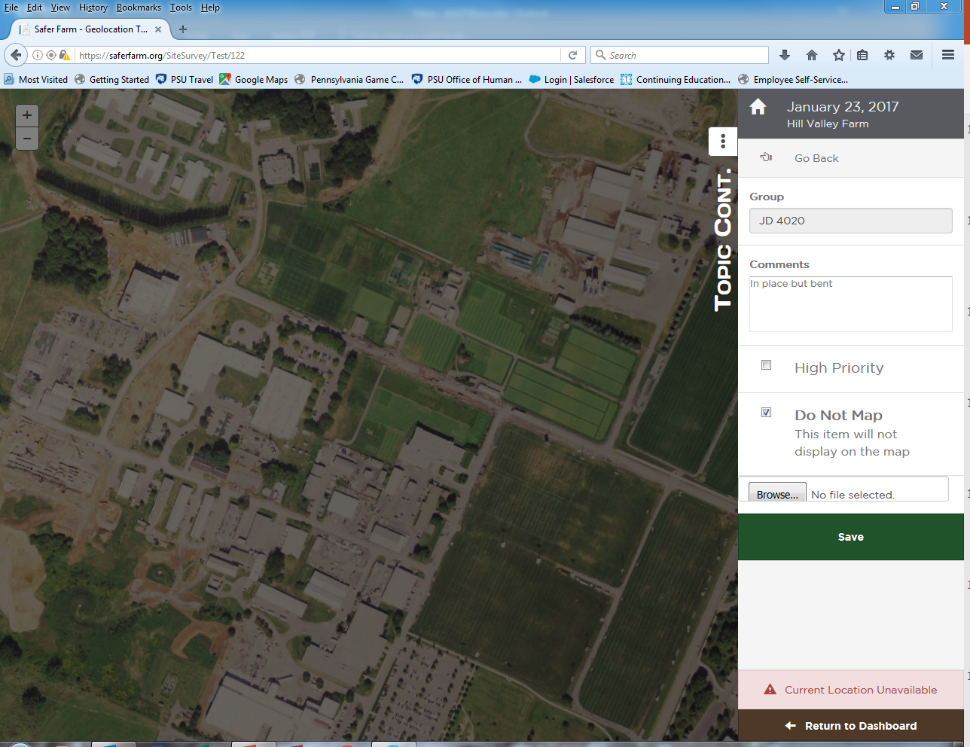 File Edit View History Bookmarks Tools Help
Safer Farm - Geolocation T... × +
https://saferfarm.org/SiteSurvey/Test/122
Search
Most Visited Getting Started PSU Travel Google Maps Pennsylvania Game C... PSU Office of Human ... Login | Salesforce Continuing Education... Employee Self-Service...
+
−
TOPIC CONT.
January 23, 2017
Hill Valley Farm
Go Back
Group
JD 4020
Comments
In place but bent
High Priority
Do Not Map
This item will not
display on the map
Browse... No file selected.
Save
Current Location Unavailable
Return to Dashboard